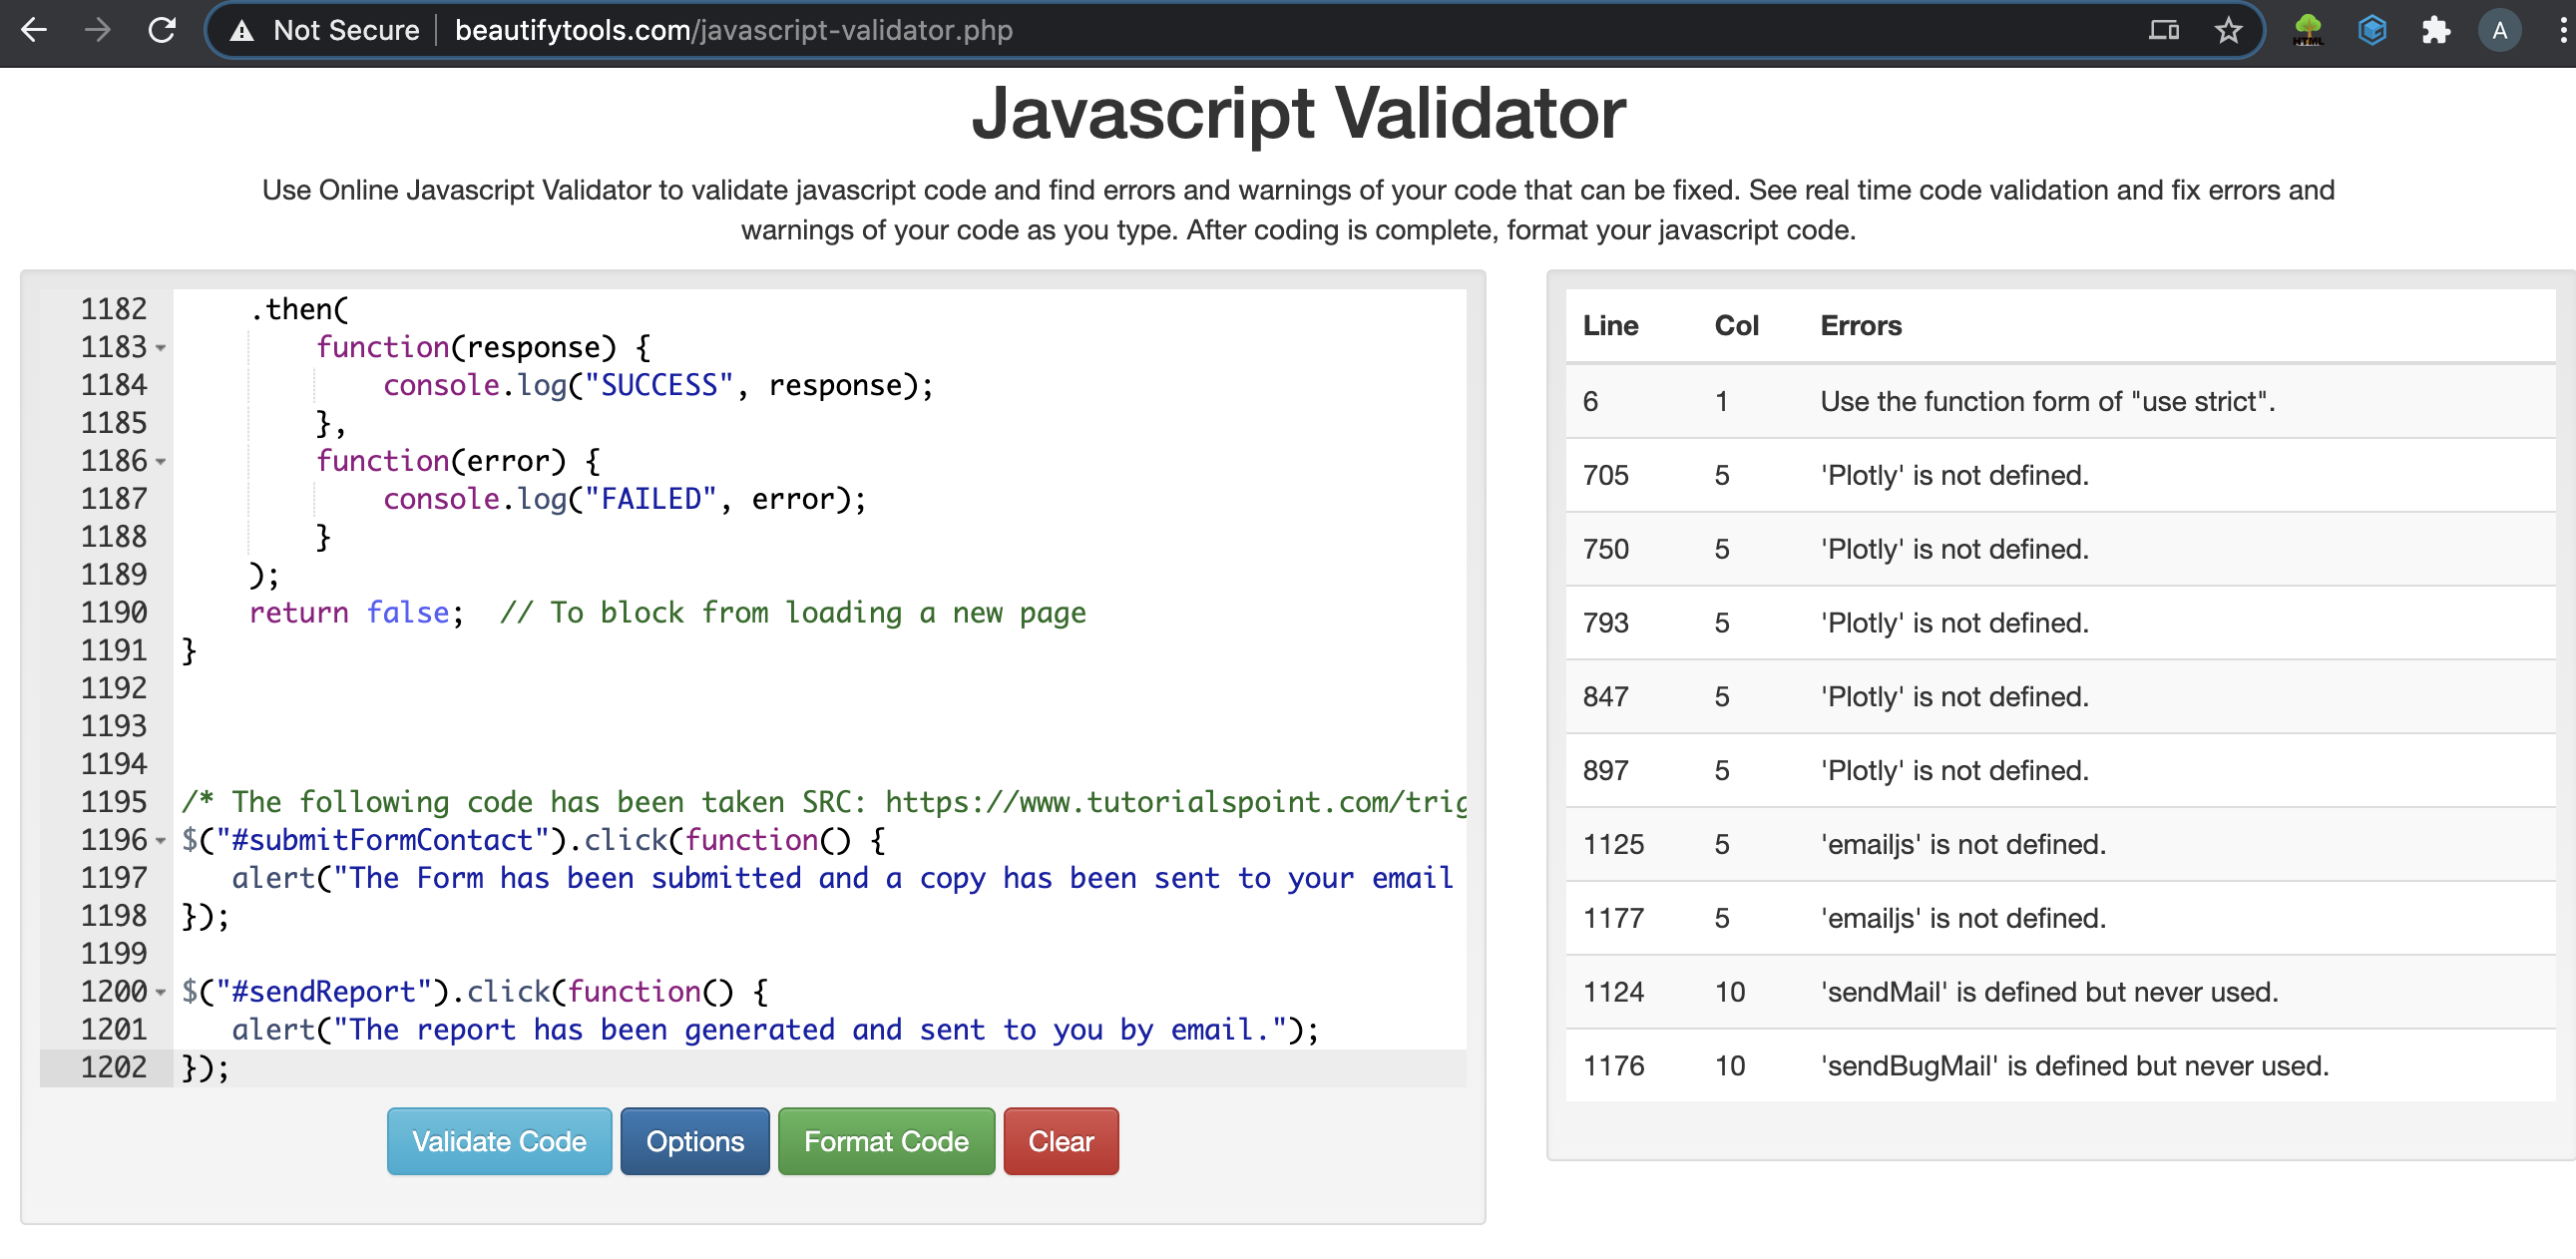 Not Secure beautifytools.com/javascript-validator.php
HTML
A
Javascript Validator
Use Online Javascript Validator to validate javascript code and find errors and warnings of your code that can be fixed. See real time code validation and fix errors and
warnings of your code as you type. After coding is complete, format your javascript code.
1182 .then(
1183 function(response) {
1184 console.log("SUCCESS", response);
1185 },
1186 function(error) {
1187 console.log("FAILED", error);
1188 }
1189 );
1190 return false; // To block from loading a new page
1191 }
1192
1193
1194
1195 /* The following code has been taken SRC: https://www.tutorialspoint.com/trig
1196 $("#submitFormContact").click(function() {
1197 alert("The Form has been submitted and a copy has been sent to your email
1198 });
1199
1200 $("#sendReport").click(function() {
1201 alert("The report has been generated and sent to you by email.");
1202 });
Validate Code Options Format Code Clear
Line Col Errors
6 1 Use the function form of "use strict".
705 5 'Plotly' is not defined.
750 5 'Plotly' is not defined.
793 5 'Plotly' is not defined.
847 5 'Plotly' is not defined.
897 5 'Plotly' is not defined.
1125 5 'emailjs' is not defined.
1177 5 'emailjs' is not defined.
1124 10 'sendMail' is defined but never used.
1176 10 'sendBugMail' is defined but never used.